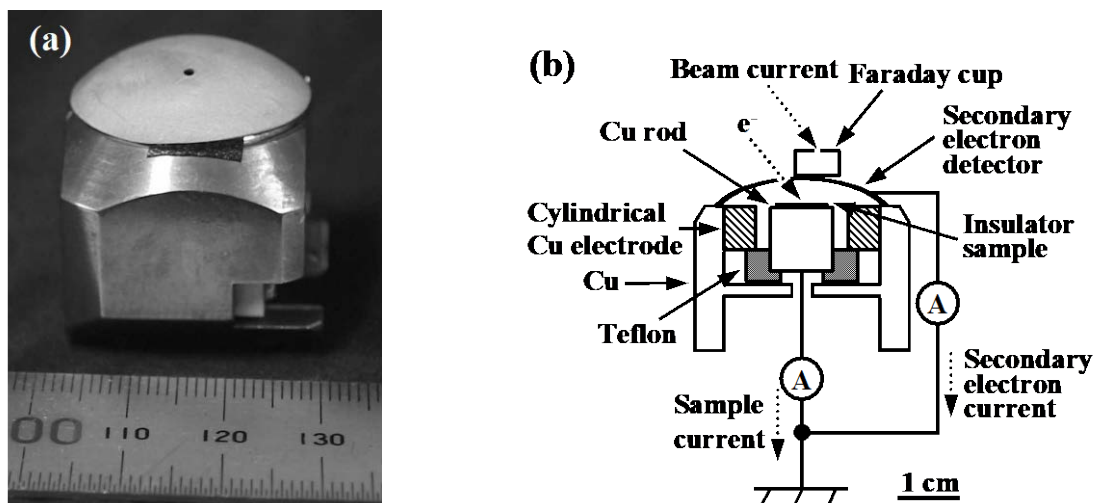 (a)
00 110 120 130
(b)
Beam current
Faraday cup
e⁻
Cu rod
Secondary
electron
detector
Cylindrical
Cu electrode
Insulator
sample
Cu
Teflon
A
A
Sample
current
Secondary
electron
current
1 cm